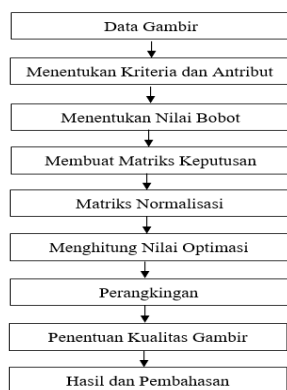 Data Gambir
Menentukan Kriteria dan Antribut
Menentukan Nilai Bobot
Membuat Matriks Keputusan
Matriks Normalisasi
Menghitung Nilai Optimasi
Perangkingan
Penentuan Kualitas Gambir
Hasil dan Pembahasan